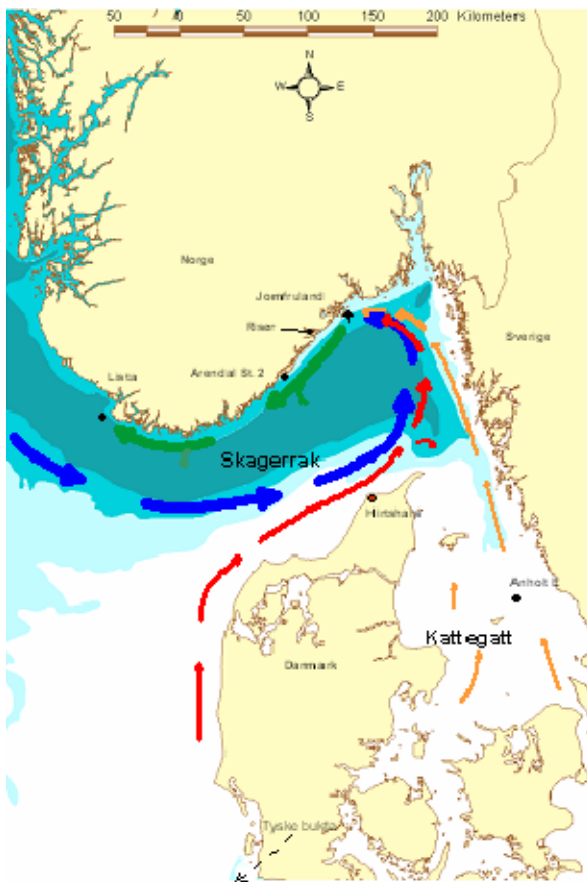 50 0 50 100 150 200 Kilometers
N
W E
S
Norge
Jomfruland
Risør
Sverige
Lista
Arendal St. 2
Skagerrak
Hirtshals
Anholt E
Kattegatt
Danmark
Tyske bukta